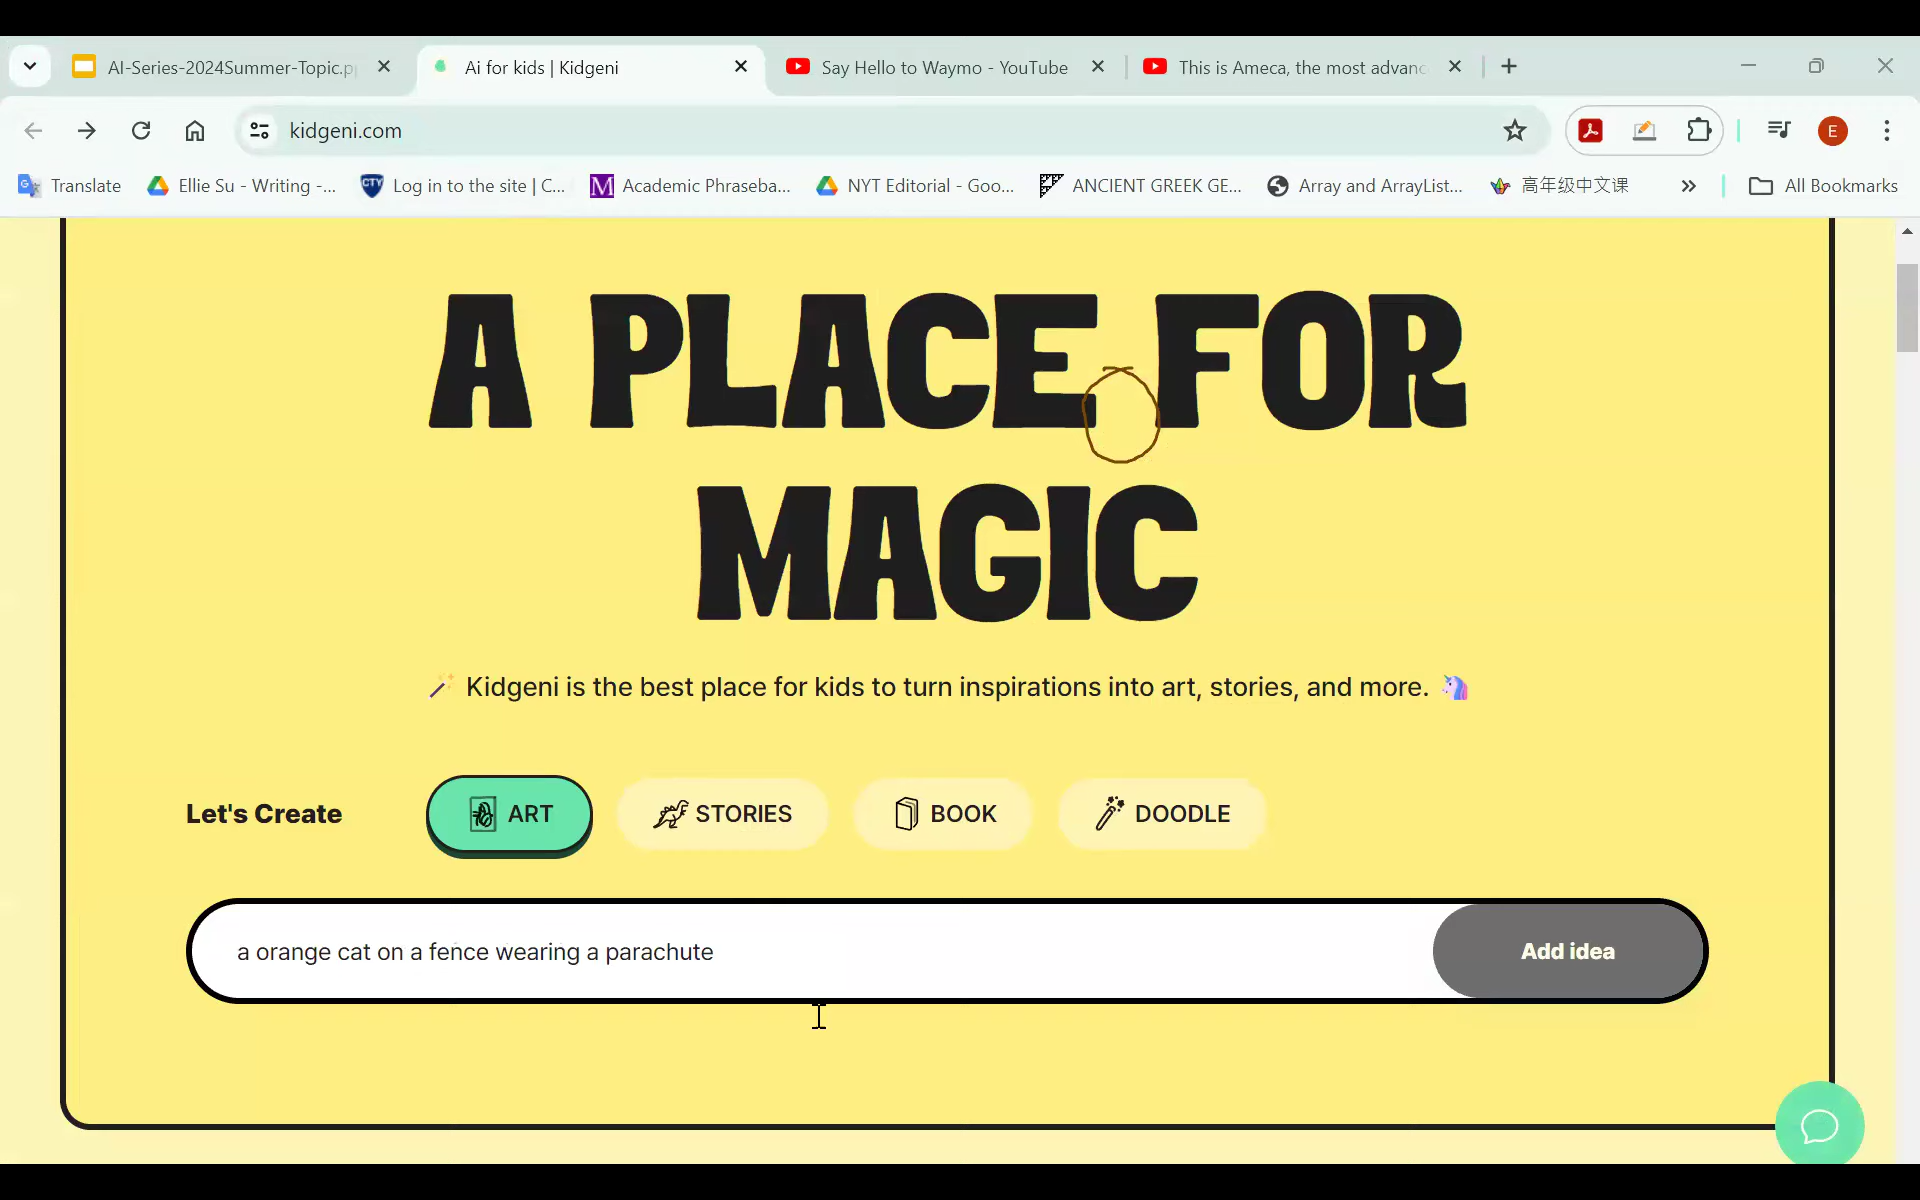 AI-Series-2024Summer-Topic.p
Ai for kids | Kidgeni
Say Hello to Waymo - YouTube
This is Ameca, the most advanc
kidgeni.com
E
Translate
Ellie Su - Writing -...
CTY
Log in to the site | C...
M
Academic Phraseba...
NYT Editorial - Goo...
ANCIENT GREEK GE...
Array and ArrayList...
高年级中文课
All Bookmarks
A PLACE FOR
MAGIC
Kidgeni is the best place for kids to turn inspirations into art, stories, and more.
Let's Create
ART
STORIES
BOOK
DOODLE
a orange cat on a fence wearing a parachute
Add idea